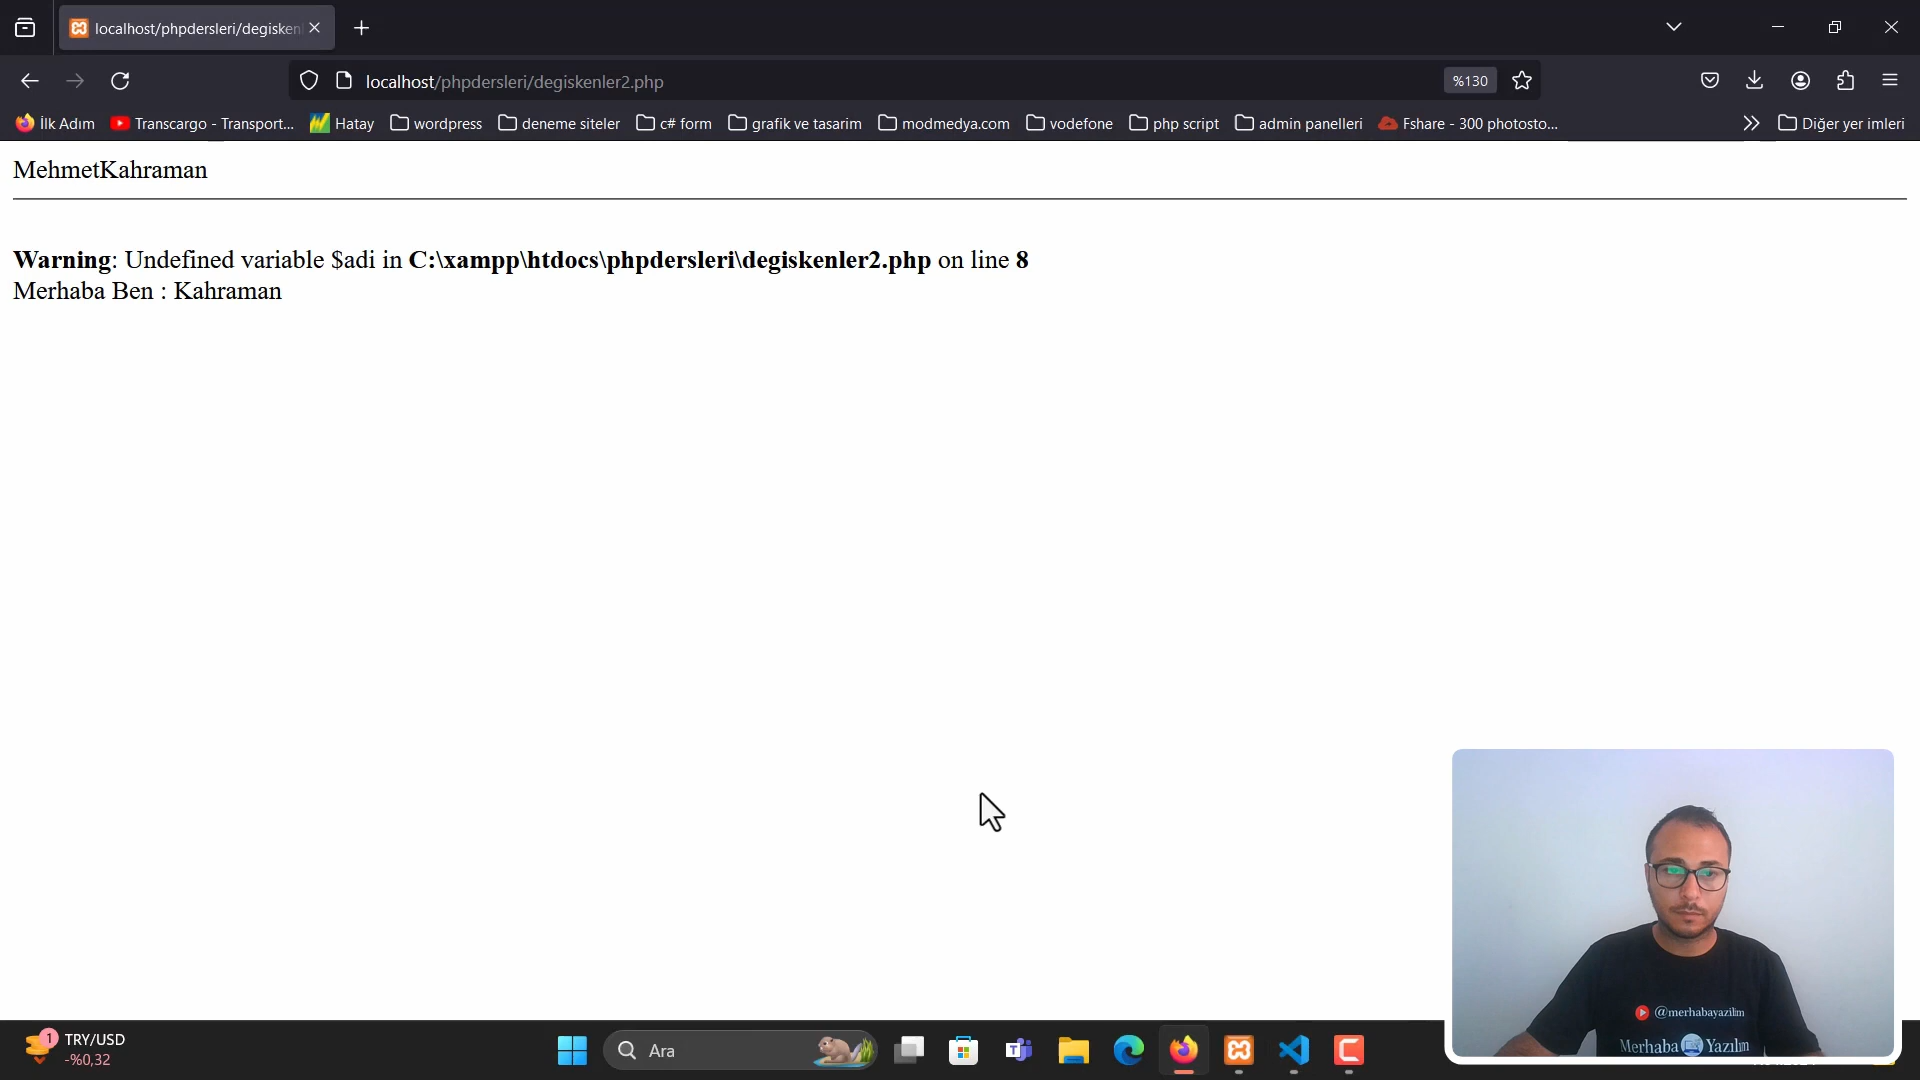 localhost/phpdersleri/degisken
localhost/phpdersleri/degiskenler2.php
%130
İlk Adım
Transcargo - Transport...
Hatay
wordpress
deneme siteler
c# form
grafik ve tasarim
modmedya.com
vodefone
php script
admin panelleri
Fshare - 300 photosto...
Diğer yer imleri
MehmetKahraman
Warning: Undefined variable $adi in C:\xampp\htdocs\phpdersleri\degiskenler2.php on line 8
Merhaba Ben : Kahraman
@merhabayazilim
Merhaba Yazılım
1
TRY/USD
-%0,32
Ara